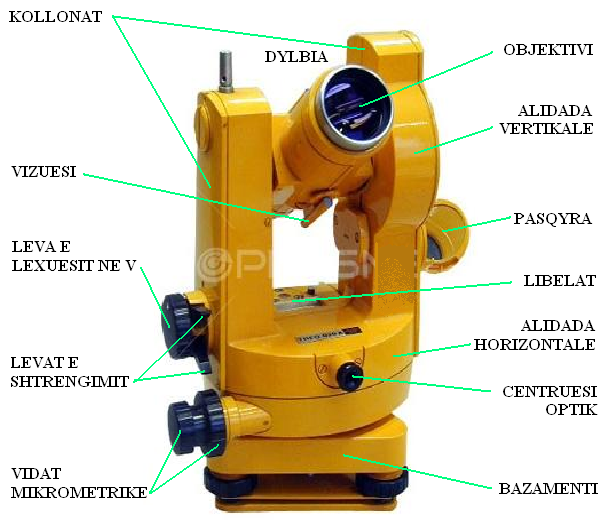 KOLLONAT
DYLBIA
OBJEKTIVI
ALIDADA
VERTIKALE
VIZUESI
PASQYRA
LEVA E
LEXUESIT NE V
LIBELAT
ALIDADA
HORIZONTALE
LEVAT E
SHTRENGIMIT
CENTRUESI
OPTIK
VIDAT
MIKROMETRIKE
BAZAMENTI